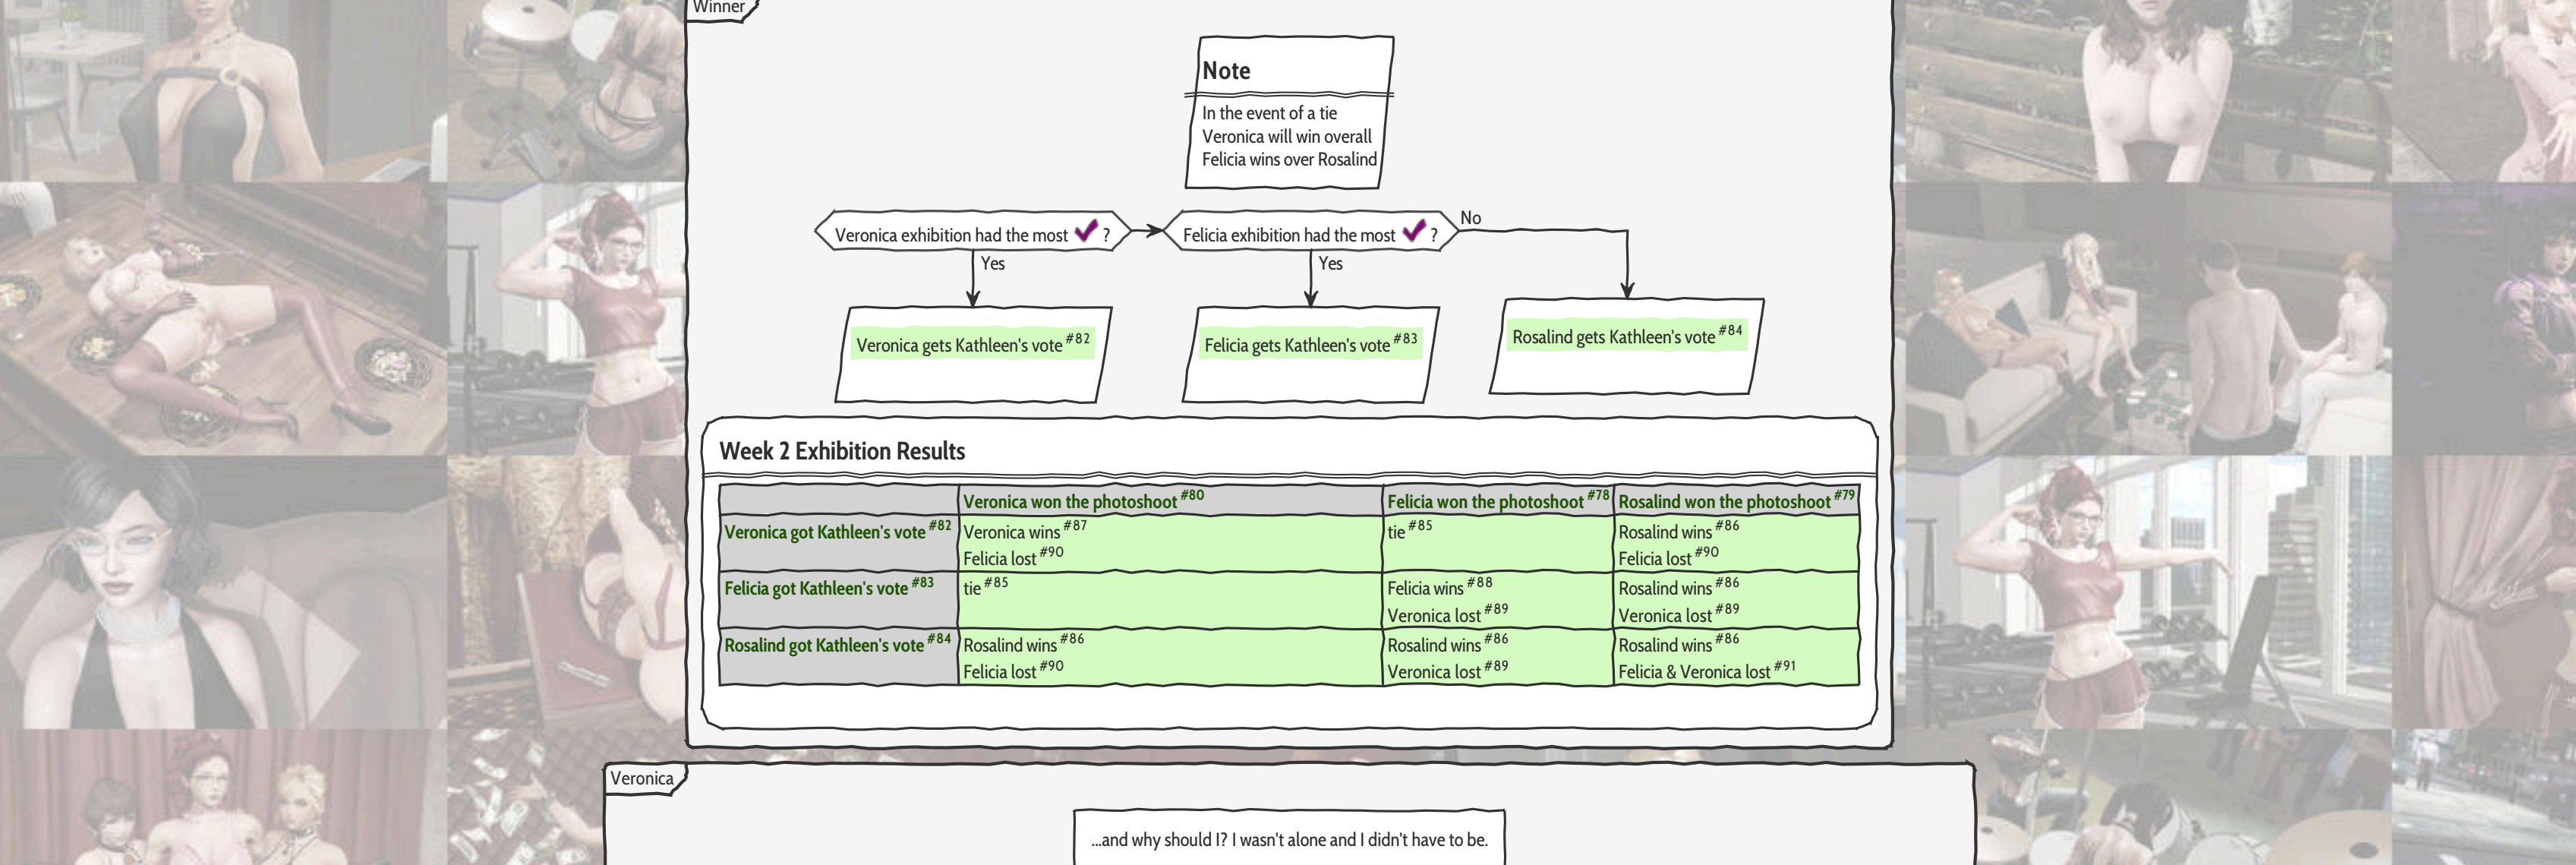 Winner
Note
In the event of a tie
Veronica will win overall
Felicia wins over Rosalind
Veronica exhibition had the most ?
Felicia exhibition had the most ?
No
Yes
Yes
Veronica gets Kathleen's vote #82
Felicia gets Kathleen's vote #83
Rosalind gets Kathleen's vote #84
Week 2 Exhibition Results
Veronica won the photoshoot #80
Felicia won the photoshoot #78
Rosalind won the photoshoot #79
Veronica got Kathleen's vote #82
Veronica wins #87
Felicia lost #90
tie #85
Rosalind wins #86
Felicia lost #90
Felicia got Kathleen's vote #83
tie #85
Felicia wins #88
Veronica lost #89
Rosalind wins #86
Veronica lost #89
Rosalind got Kathleen's vote #84
Rosalind wins #86
Felicia lost #90
Rosalind wins #86
Veronica lost #89
Rosalind wins #86
Felicia & Veronica lost #91
Veronica
...and why should I? I wasn't alone and I didn't have to be.